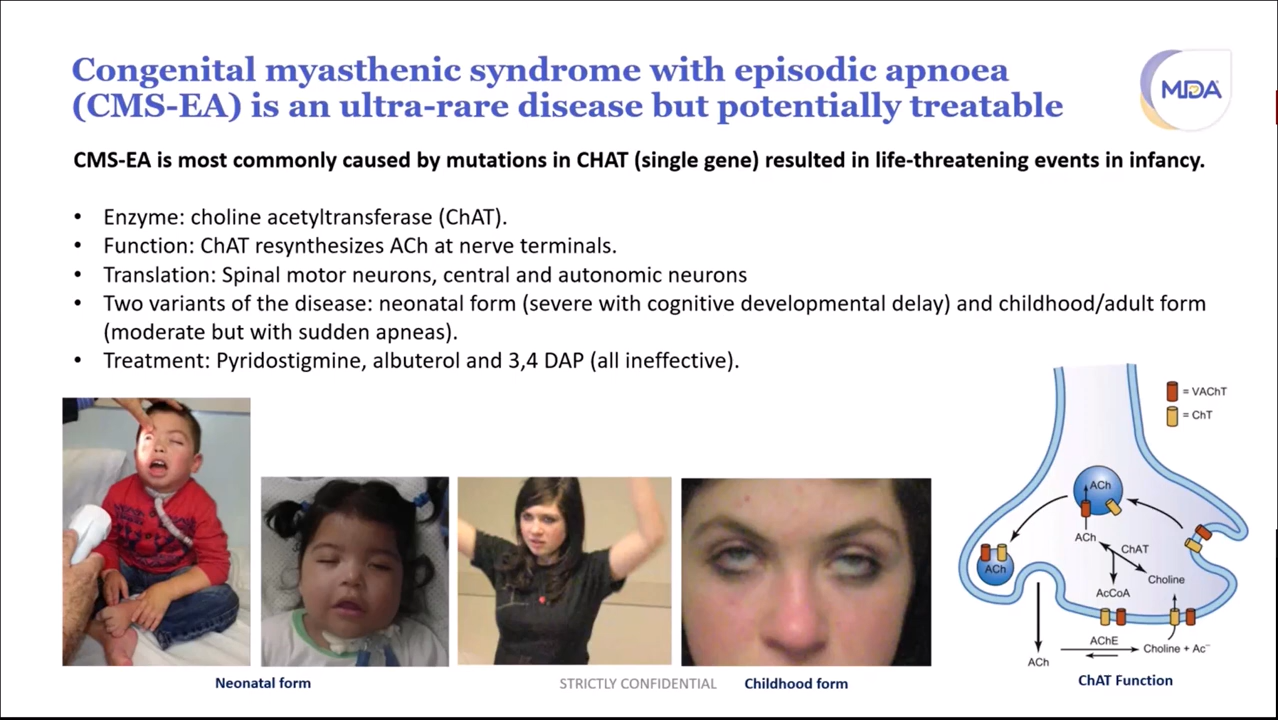 Congenital myasthenic syndrome with episodic apnoea
(CMS-EA) is an ultra-rare disease but potentially treatable
MDA
CMS-EA is most commonly caused by mutations in CHAT (single gene) resulted in life-threatening events in infancy.
• Enzyme: choline acetyltransferase (ChAT).
• Function: ChAT resynthesizes ACh at nerve terminals.
• Translation: Spinal motor neurons, central and autonomic neurons
• Two variants of the disease: neonatal form (severe with cognitive developmental delay) and childhood/adult form
(moderate but with sudden apneas).
• Treatment: Pyridostigmine, albuterol and 3,4 DAP (all ineffective).
= VAChT
= ChT
ACh
ACh
ChAT
ACh
Choline
AcCoA
AChE
Choline + Ac⁻
ACh
Neonatal form
STRICTLY CONFIDENTIAL
Childhood form
ChAT Function